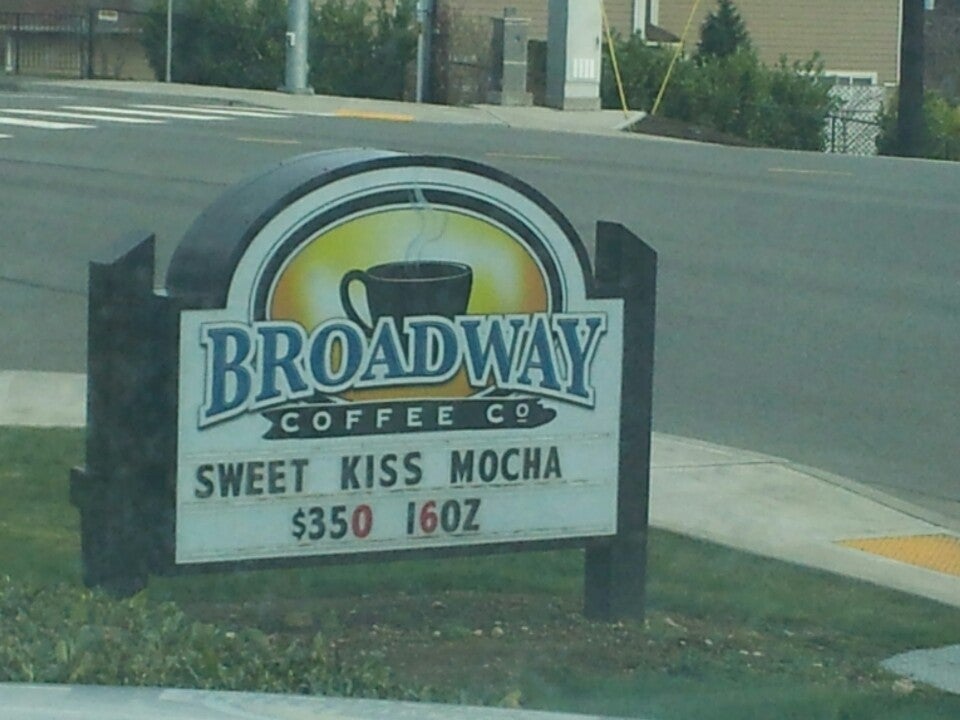 BROADWAY
COFFEE Co
SWEET KISS MOCHA
$350 16OZ